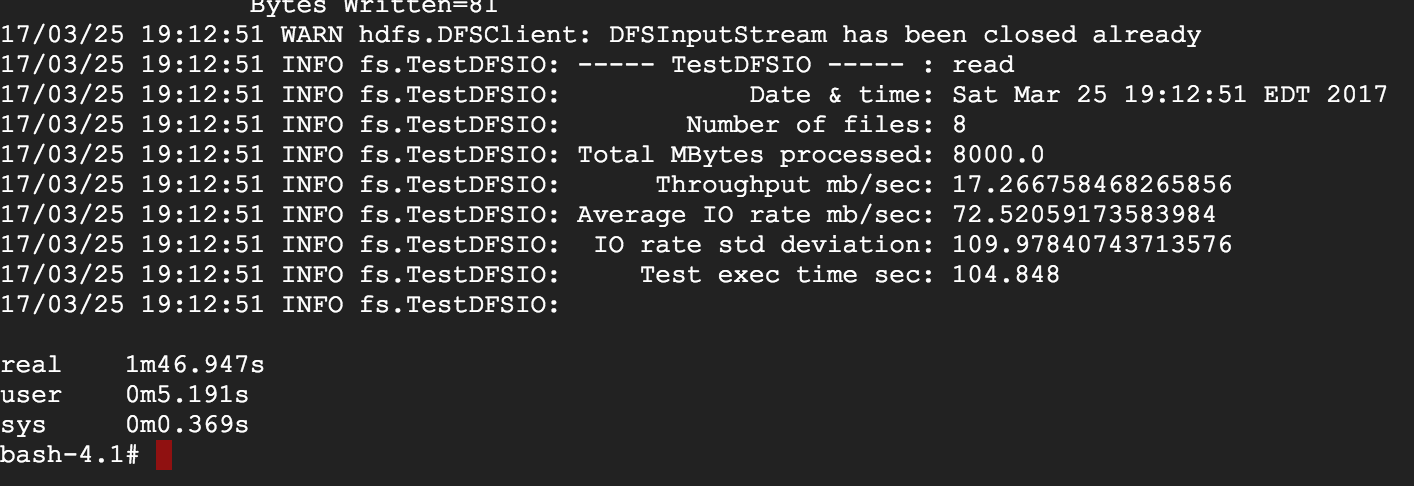 Bytes Written=81
17/03/25 19:12:51 WARN hdfs.DFSClient: DFSInputStream has been closed already
17/03/25 19:12:51 INFO fs.TestDFSIO: ----- TestDFSIO ----- : read
17/03/25 19:12:51 INFO fs.TestDFSIO:            Date & time: Sat Mar 25 19:12:51 EDT 2017
17/03/25 19:12:51 INFO fs.TestDFSIO:        Number of files: 8
17/03/25 19:12:51 INFO fs.TestDFSIO: Total MBytes processed: 8000.0
17/03/25 19:12:51 INFO fs.TestDFSIO:      Throughput mb/sec: 17.266758468265856
17/03/25 19:12:51 INFO fs.TestDFSIO: Average IO rate mb/sec: 72.52059173583984
17/03/25 19:12:51 INFO fs.TestDFSIO:  IO rate std deviation: 109.97840743713576
17/03/25 19:12:51 INFO fs.TestDFSIO:     Test exec time sec: 104.848
17/03/25 19:12:51 INFO fs.TestDFSIO:
real    1m46.947s
user    0m5.191s
sys     0m0.369s
bash-4.1#